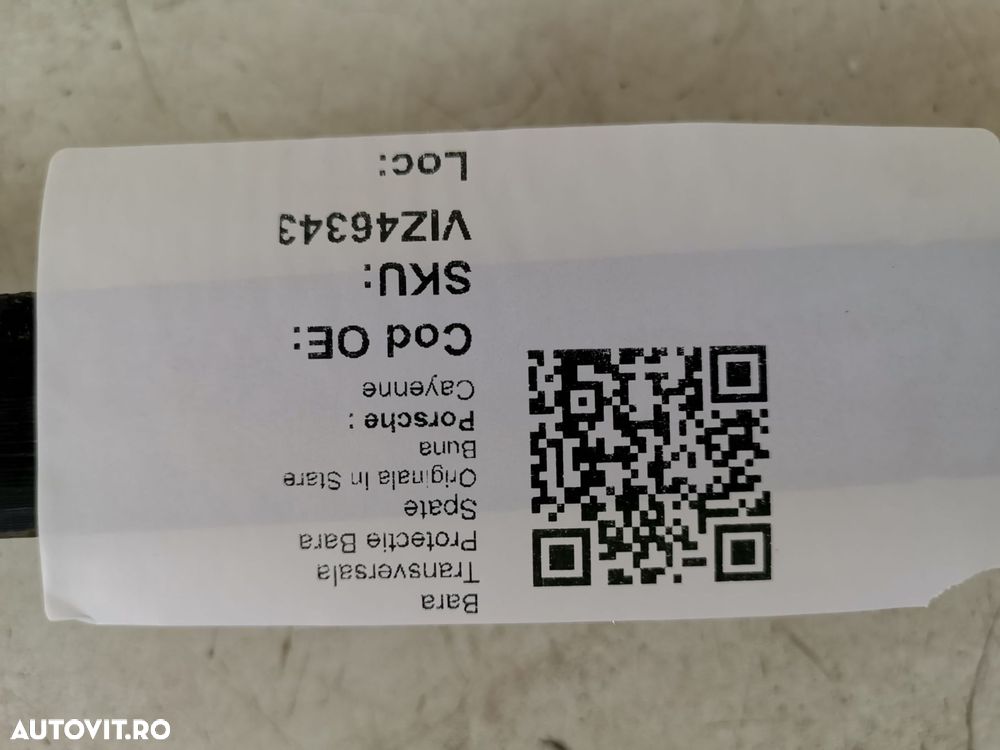 Bara
Transversala
Protectie Bara
Spate
Originala In Stare
Buna
Porsche :
Cayenne
Cod OE:
SKU:
VIZ46343
Loc:
AUTOVIT.RO